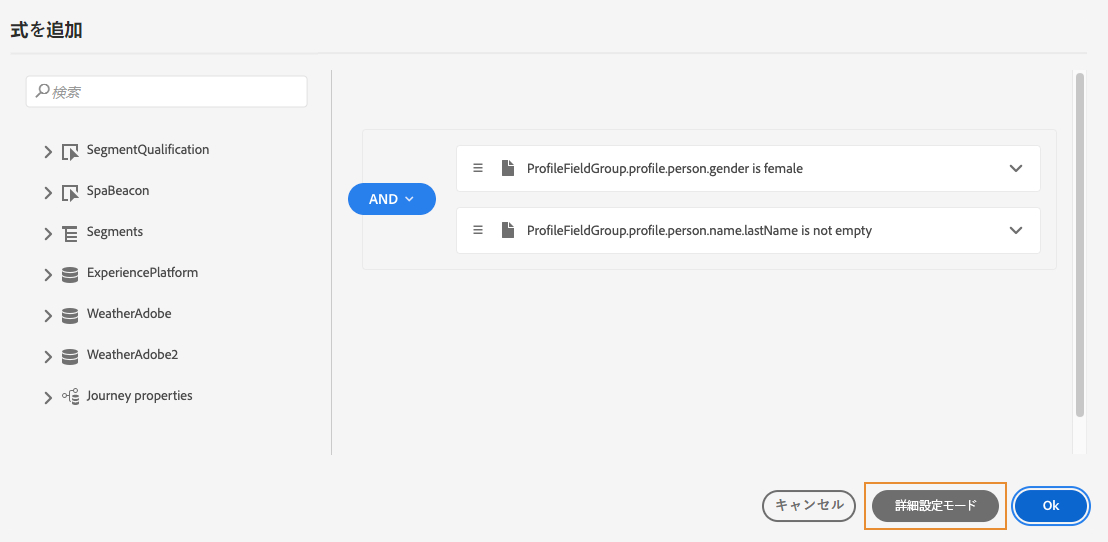 式を追加
検索
SegmentQualification
SpaBeacon
Segments
ExperiencePlatform
WeatherAdobe
WeatherAdobe2
Journey properties
AND
ProfileFieldGroup.profile.person.gender is female
ProfileFieldGroup.profile.person.name.lastName is not empty
キャンセル
詳細設定モード
Ok